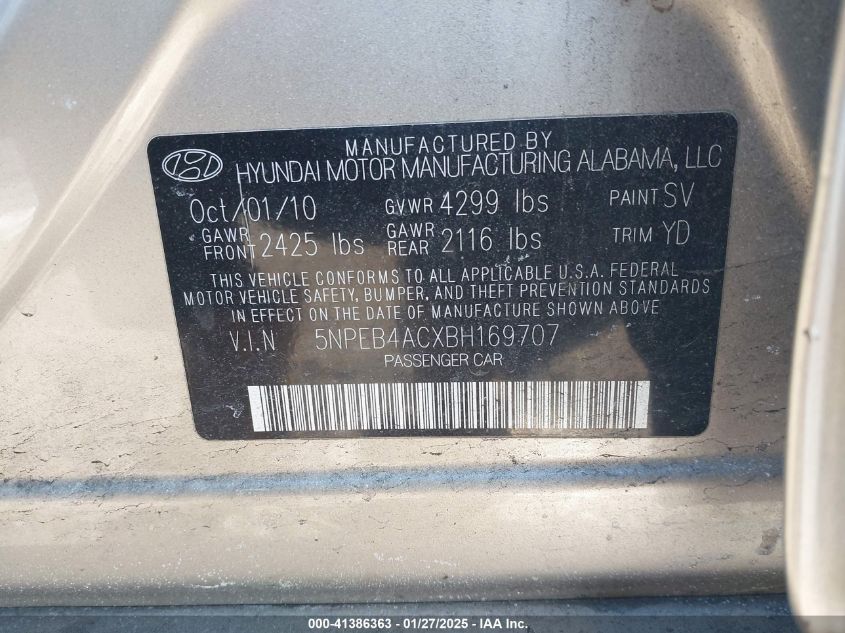 MANUFACTURED BY
HYUNDAI MOTOR MANUFACTURING ALABAMA, LLC
Oct/01/10 GVWR 4299 lbs PAINT SV
GAWR FRONT 2425 lbs GAWR REAR 2116 lbs TRIM YD
THIS VEHICLE CONFORMS TO ALL APPLICABLE U.S.A. FEDERAL
MOTOR VEHICLE SAFETY, BUMPER, AND THEFT PREVENTION STANDARDS
IN EFFECT ON THE DATE OF MANUFACTURE SHOWN ABOVE
V.I.N 5NPEB4ACXBH169707
PASSENGER CAR
000-41386363 - 01/27/2025 - IAA Inc.